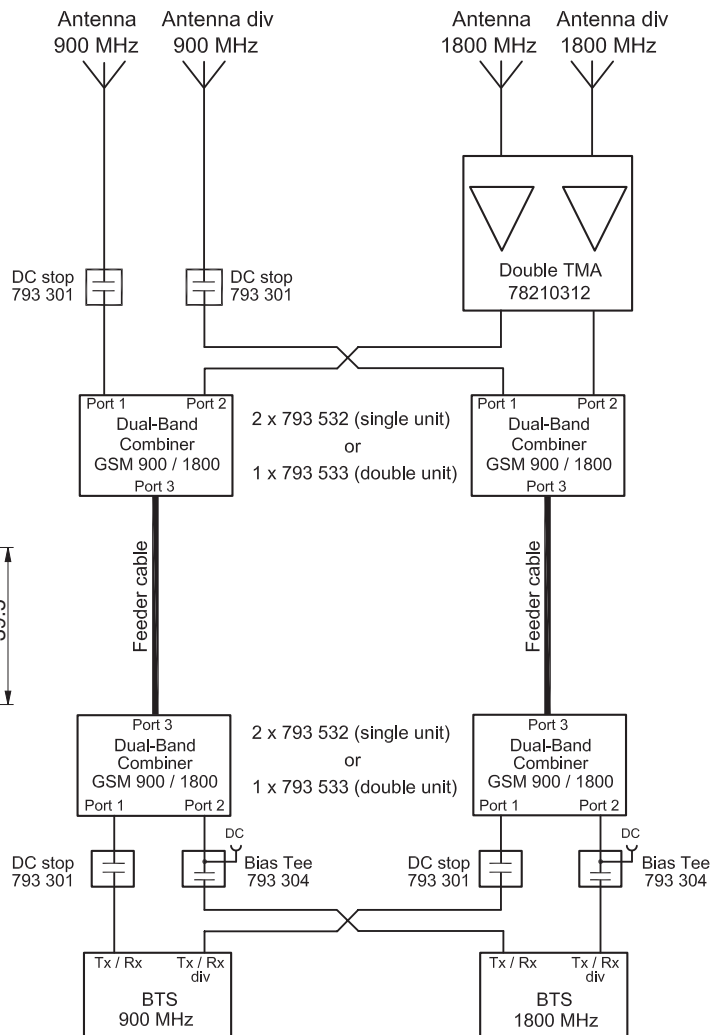 Antenna
900 MHz
Antenna div
900 MHz
Antenna
1800 MHz
Antenna div
1800 MHz
DC stop
793 301
DC stop
793 301
Double TMA
78210312
Port 1
Port 2
Dual-Band
Combiner
GSM 900 / 1800
Port 3
2 x 793 532 (single unit)
or
1 x 793 533 (double unit)
Port 1
Port 2
Dual-Band
Combiner
GSM 900 / 1800
Port 3
Feeder cable
Feeder cable
Port 3
Dual-Band
Combiner
GSM 900 / 1800
Port 1
Port 2
2 x 793 532 (single unit)
or
1 x 793 533 (double unit)
Port 3
Dual-Band
Combiner
GSM 900 / 1800
Port 1
Port 2
DC stop
793 301
DC
Bias Tee
793 304
DC stop
793 301
DC
Bias Tee
793 304
Tx / Rx
Tx / Rx
div
BTS
900 MHz
Tx / Rx
Tx / Rx
div
BTS
1800 MHz